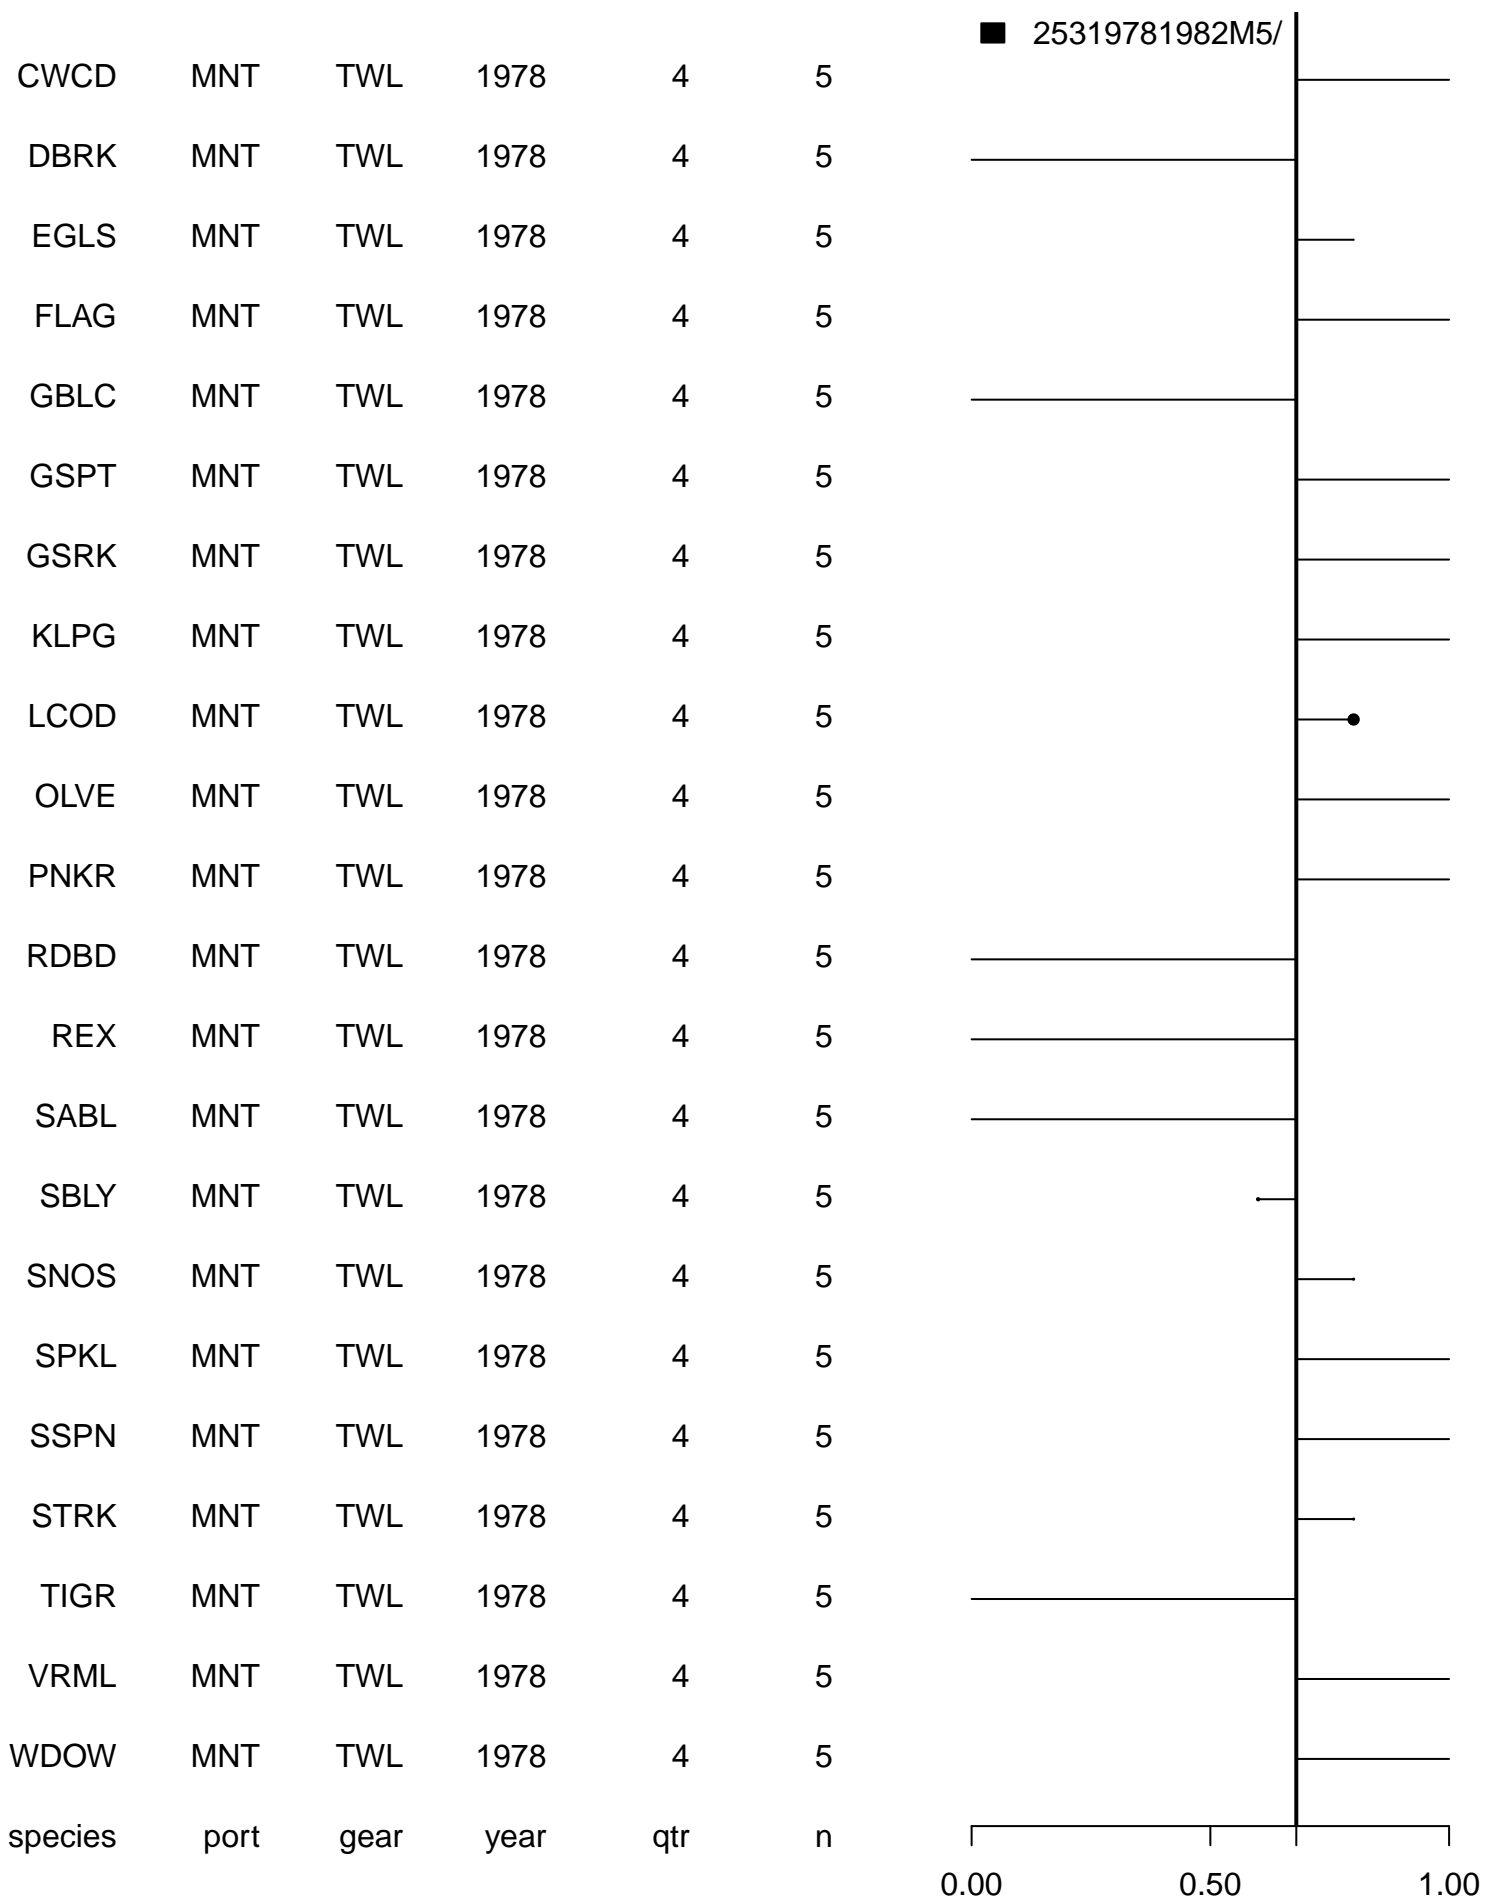 25319781982M5/
CWCD MNT TWL 1978 4 5
DBRK MNT TWL 1978 4 5
EGLS MNT TWL 1978 4 5
FLAG MNT TWL 1978 4 5
GBLC MNT TWL 1978 4 5
GSPT MNT TWL 1978 4 5
GSRK MNT TWL 1978 4 5
KLPG MNT TWL 1978 4 5
LCOD MNT TWL 1978 4 5
OLVE MNT TWL 1978 4 5
PNKR MNT TWL 1978 4 5
RDBD MNT TWL 1978 4 5
REX MNT TWL 1978 4 5
SABL MNT TWL 1978 4 5
SBLY MNT TWL 1978 4 5
SNOS MNT TWL 1978 4 5
SPKL MNT TWL 1978 4 5
SSPN MNT TWL 1978 4 5
STRK MNT TWL 1978 4 5
TIGR MNT TWL 1978 4 5
VRML MNT TWL 1978 4 5
WDOW MNT TWL 1978 4 5
species port gear year qtr n
0.00 0.50 1.00